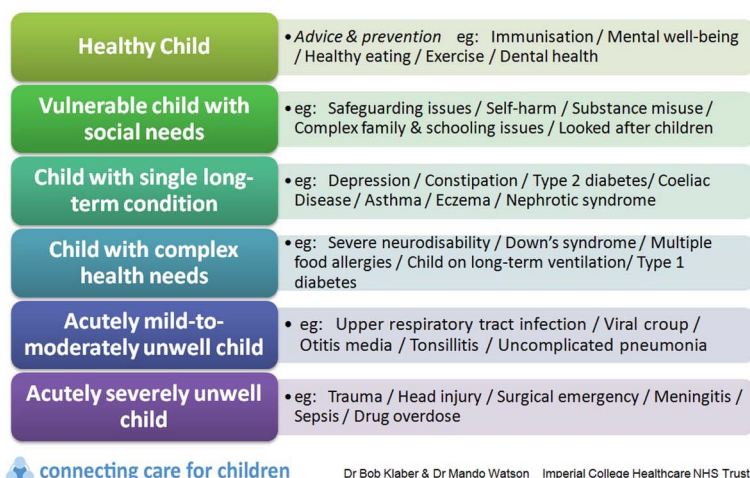 Healthy Child
• Advice & prevention eg: Immunisation / Mental well-being
/ Healthy eating / Exercise / Dental health
Vulnerable child with
social needs
• eg: Safeguarding issues / Self-harm / Substance misuse /
Complex family & schooling issues / Looked after children
Child with single long-
term condition
• eg: Depression / Constipation / Type 2 diabetes/ Coeliac
Disease / Asthma / Eczema / Nephrotic syndrome
Child with complex
health needs
• eg: Severe neurodisability / Down's syndrome / Multiple
food allergies / Child on long-term ventilation/ Type 1
diabetes
Acutely mild-to-
moderately unwell child
• eg: Upper respiratory tract infection / Viral croup /
Otitis media / Tonsillitis / Uncomplicated pneumonia
Acutely severely unwell
child
• eg: Trauma / Head injury / Surgical emergency / Meningitis /
Sepsis / Drug overdose
connecting care for children
Dr Bob Klaber & Dr Mando Watson Imperial College Healthcare NHS Trust